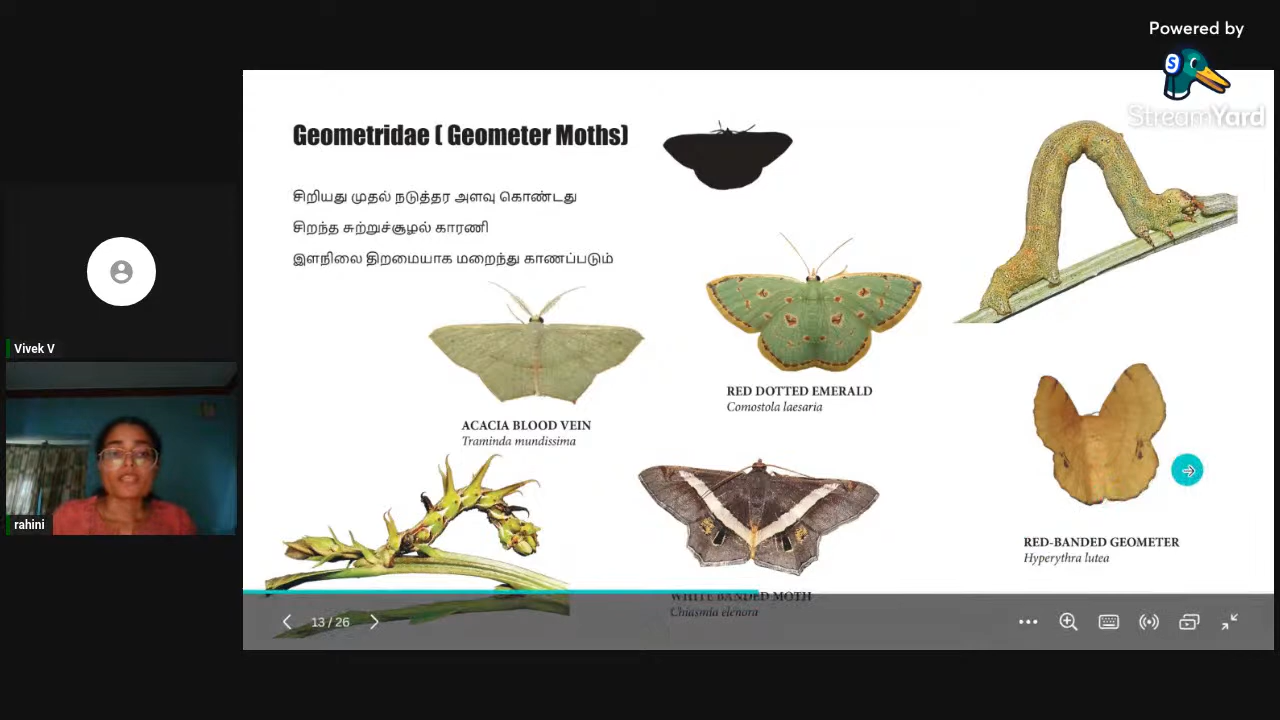 Powered by
StreamYard
Geometridae ( Geometer Moths)
சிறியது முதல் நடுத்தர அளவு கொண்டது
சிறந்த சுற்றுச்சூழல் காரணி
இளநிலை திறமையாக மறைந்து காணப்படும்
RED DOTTED EMERALD
Comostola laesaria
ACACIA BLOOD VEIN
Traminda mundissima
RED-BANDED GEOMETER
Hyperythra lutea
WHITE BANDED MOTH
Chiasmia elenora
Vivek V
rahini
13 / 26